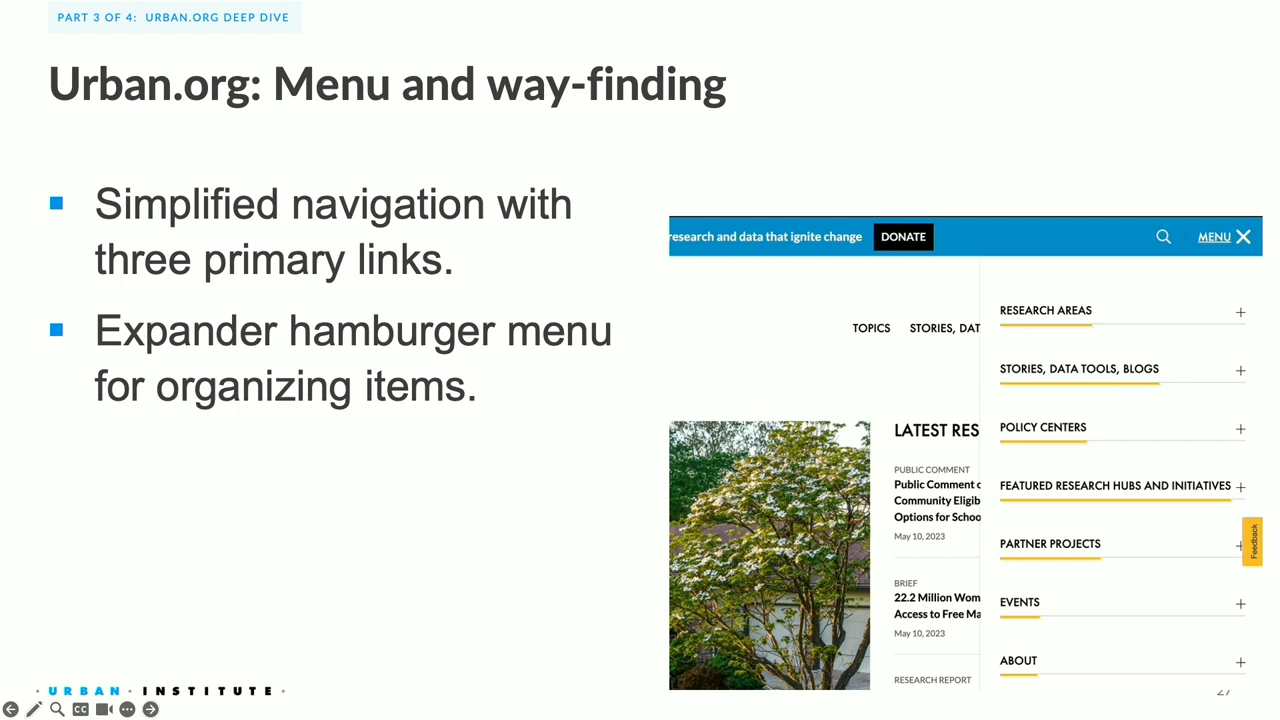 PART 3 OF 4: URBAN.ORG DEEP DIVE
Urban.org: Menu and way-finding
Simplified navigation with
three primary links.
Expander hamburger menu
for organizing items.
research and data that ignite change
DONATE
MENU
TOPICS
STORIES, DAT
LATEST RES
PUBLIC COMMENT
Public Comment
Community Eligib
Options for Schoo
May 10, 2023
BRIEF
22.2 Million Wom
Access to Free Ma
May 10, 2023
RESEARCH REPORT
RESEARCH AREAS
STORIES, DATA TOOLS, BLOGS
POLICY CENTERS
FEATURED RESEARCH HUBS AND INITIATIVES
PARTNER PROJECTS
EVENTS
ABOUT
Feedback
· URBAN · INSTITUTE ·
CC
27